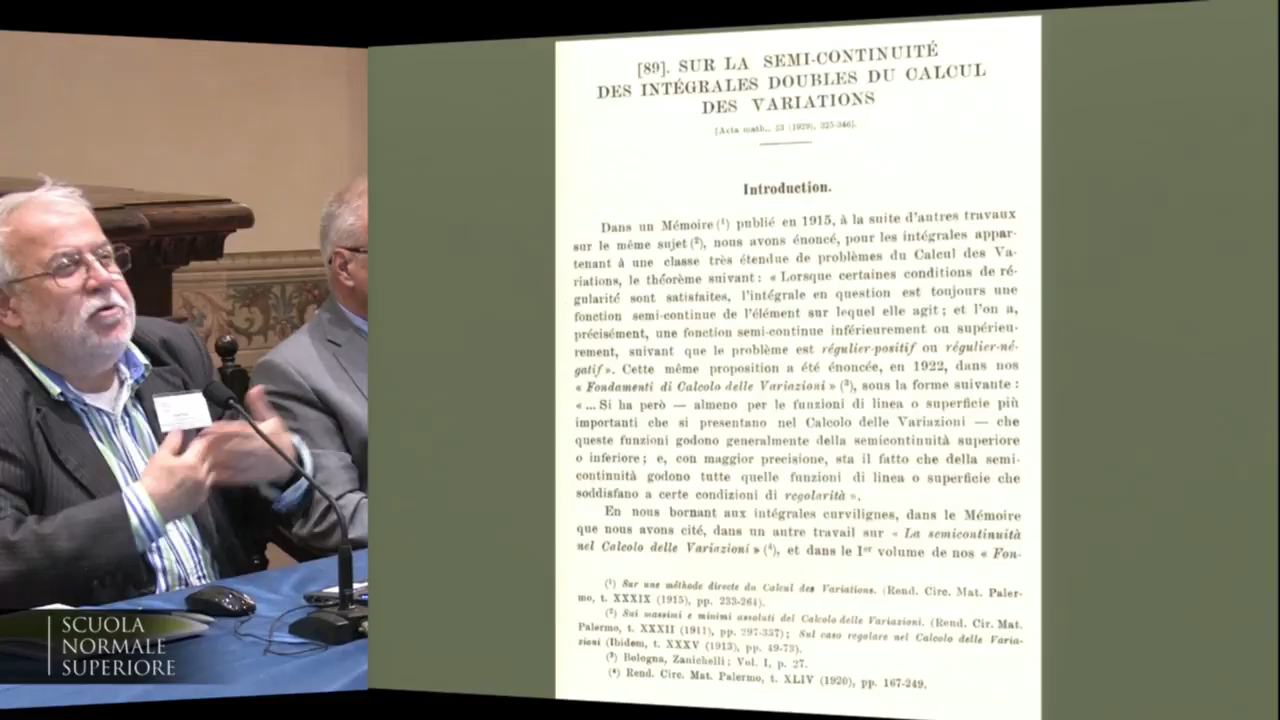 [89]. SUR LA SEMI-CONTINUITÉ
DES INTÉGRALES DOUBLES DU CALCUL
DES VARIATIONS
[Acta math., 53 (1929), 325-346].
Introduction.
Dans un Mémoire (¹) publié en 1915, à la suite d'autres travaux
sur le même sujet (²), nous avons énoncé, pour les intégrales appar-
tenant à une classe très étendue de problèmes du Calcul des Va-
riations, le théorème suivant : « Lorsque certaines conditions de ré-
gularité sont satisfaites, l'intégrale en question est toujours une
fonction semi-continue de l'élément sur lequel elle agit ; et l'on a,
précisément, une fonction semi-continue inférieurement ou supérieu-
rement, suivant que le problème est régulier-positif ou régulier-né-
gatif ». Cette même proposition a été énoncée, en 1922, dans nos
« Fondamenti di Calcolo delle Variazioni » (³), sous la forme suivante :
« ... Si ha però — almeno per le funzioni di linea o superficie più
importanti che si presentano nel Calcolo delle Variazioni — che
queste funzioni godono generalmente della semicontinuità superiore
o inferiore ; e, con maggior precisione, sta il fatto che della semi-
continuità godono tutte quelle funzioni di linea o superficie che
soddisfano a certe condizioni di regolarità ».
En nous bornant aux intégrales curvilignes, dans le Mémoire
que nous avons cité, dans un autre travail sur « La semicontinuità
nel Calcolo delle Variazioni » (⁴), et dans le Iᵉʳ volume de nos « Fon-
(¹) Sur une méthode directe du Calcul des Variations. (Rend. Circ. Mat. Paler-
mo, t. XXXIX (1915), pp. 233-264).
(²) Sui massimi e minimi assoluti del Calcolo delle Variazioni. (Rend. Cir. Mat.
Palermo, t. XXXII (1911), pp. 297-337) ; Sul caso regolare nel Calcolo delle Varia-
zioni (Ibidem, t. XXXV (1913), pp. 49-73).
(³) Bologna, Zanichelli ; Vol. I, p. 27.
(⁴) Rend. Circ. Mat. Palermo, t. XLIV (1920), pp. 167-249.
SCUOLA
NORMALE
SUPERIORE